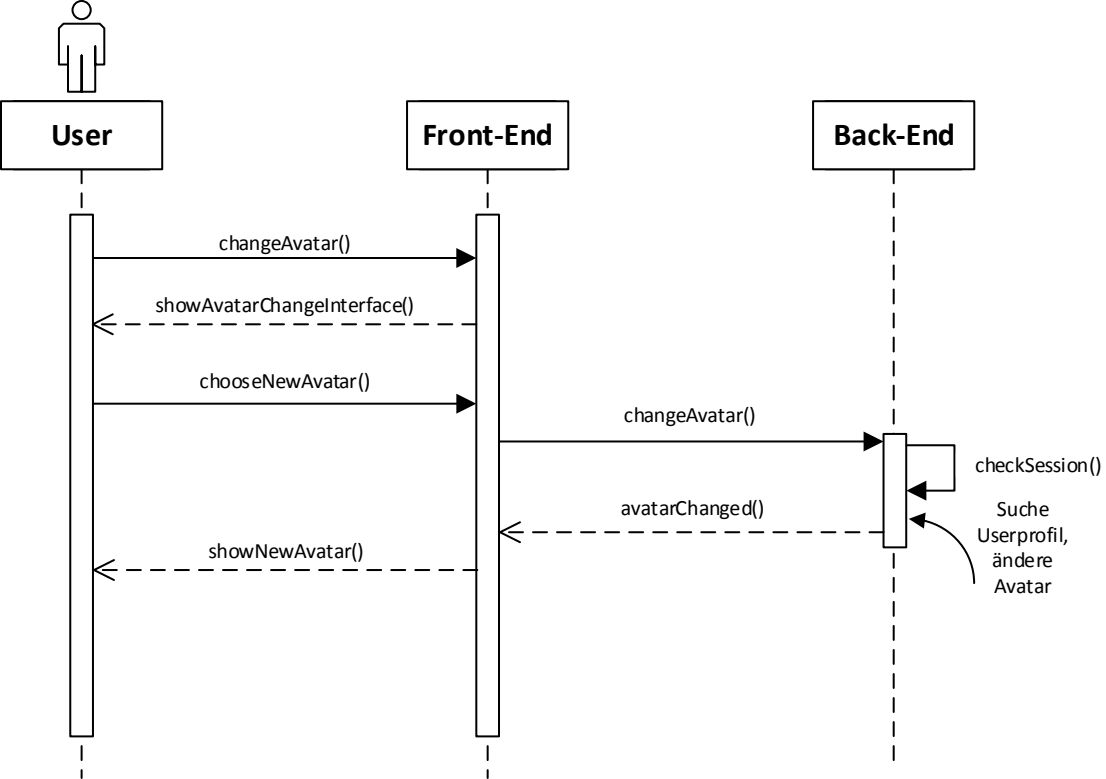 User
Front-End
Back-End
changeAvatar()
showAvatarChangeInterface()
chooseNewAvatar()
changeAvatar()
checkSession()
avatarChanged()
Suche
Userprofil,
ändere
Avatar
showNewAvatar()